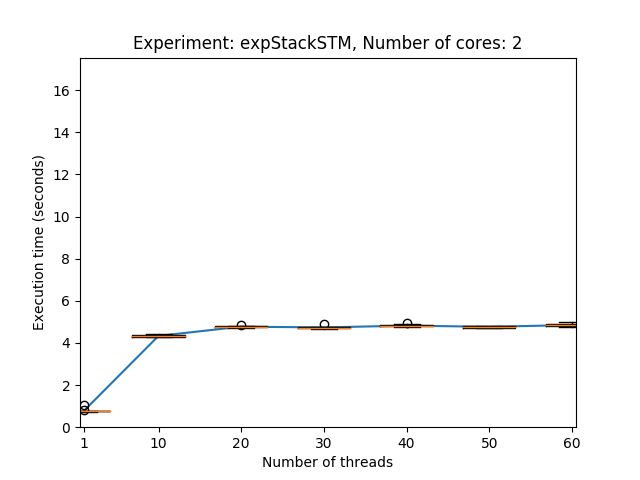 Experiment: expStackSTM, Number of cores: 2
Execution time (seconds)
16
14
12
10
8
6
4
2
0
1 10 20 30 40 50 60
Number of threads